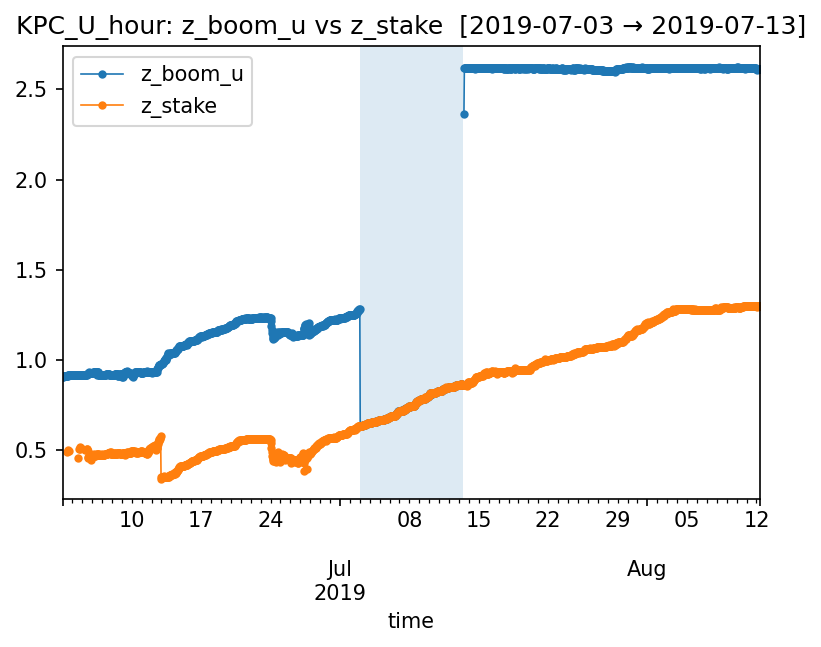 KPC_U_hour: z_boom_u vs z_stake [2019-07-03 → 2019-07-13]
z_boom_u
z_stake
2.5
2.0
1.5
1.0
0.5
10 17 24 08 15 22 29 05 12
Jul Aug
2019
time